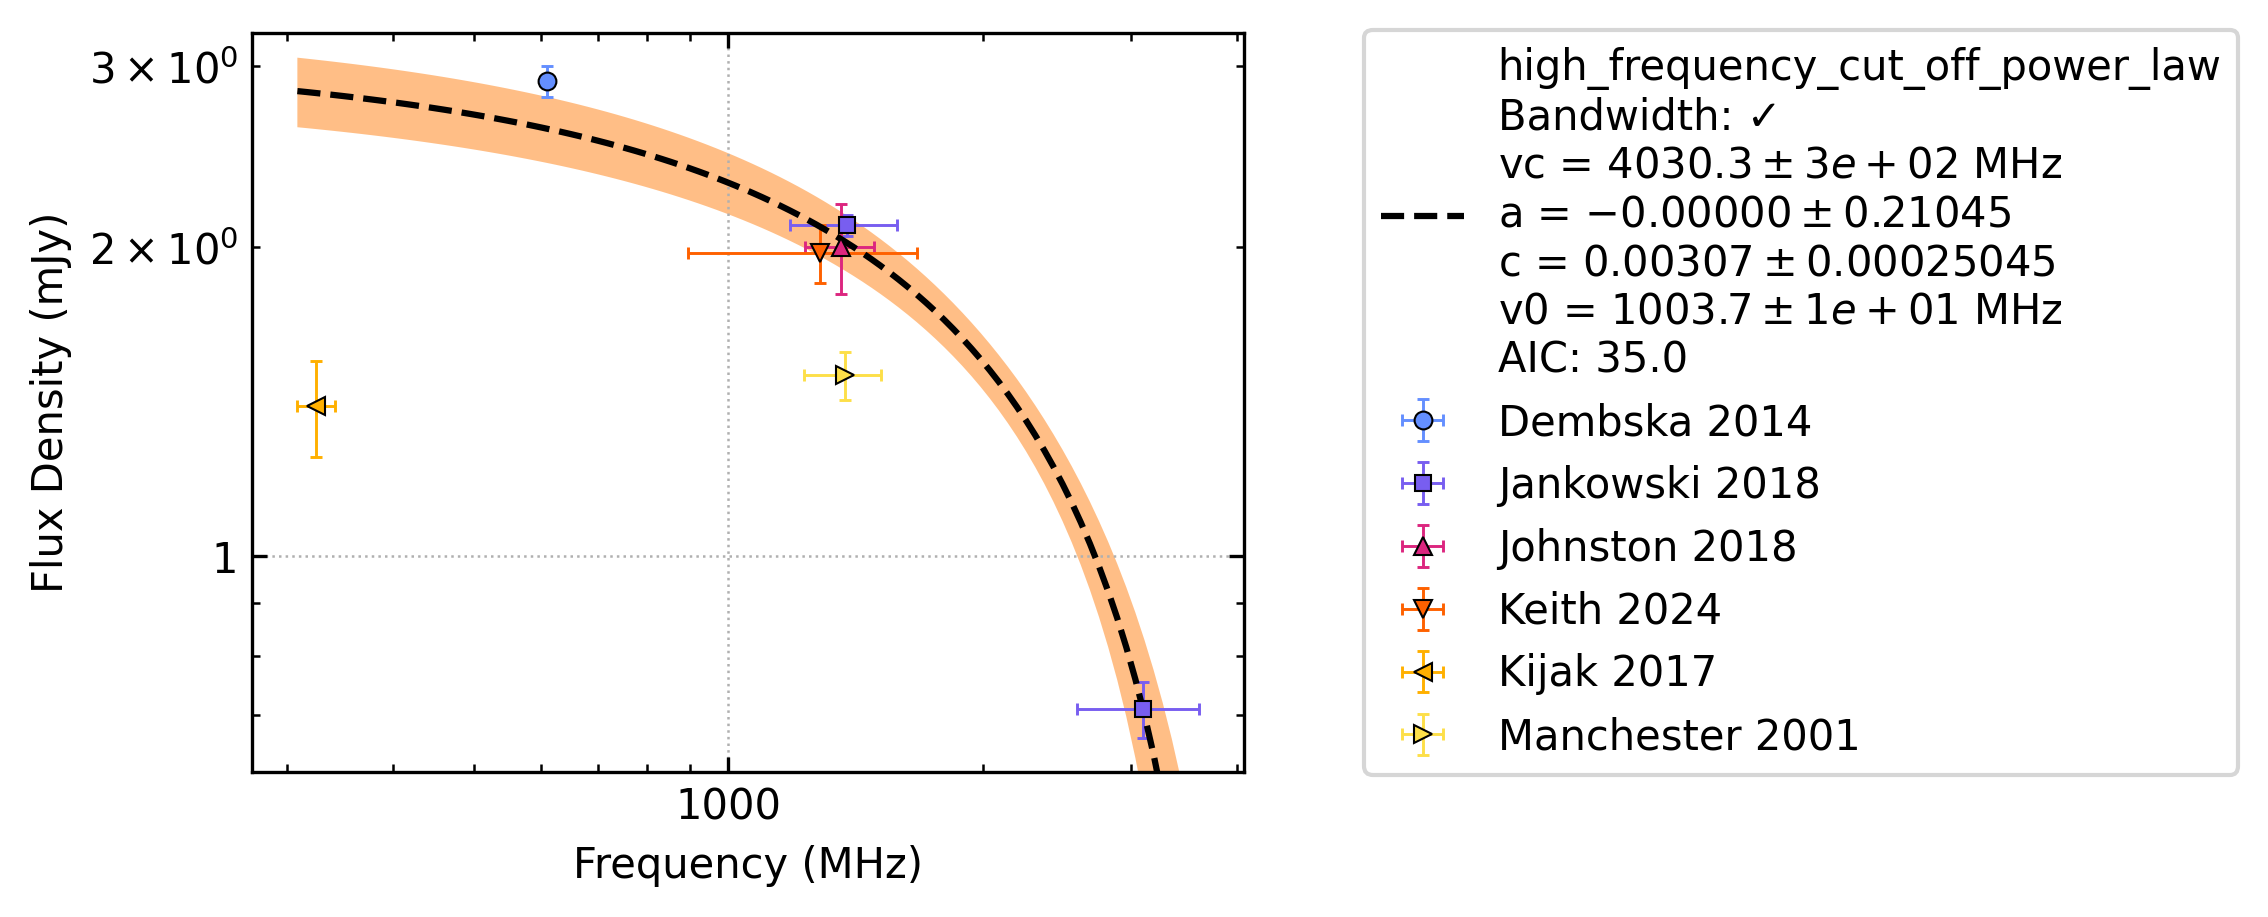 3 × 10⁰
2 × 10⁰
1
Flux Density (mJy)
1000
Frequency (MHz)
high_frequency_cut_off_power_law
Bandwidth: ✓
vc = 4030.3 ± 3e + 02 MHz
a = −0.00000 ± 0.21045
c = 0.00307 ± 0.00025045
v0 = 1003.7 ± 1e + 01 MHz
AIC: 35.0
Dembska 2014
Jankowski 2018
Johnston 2018
Keith 2024
Kijak 2017
Manchester 2001